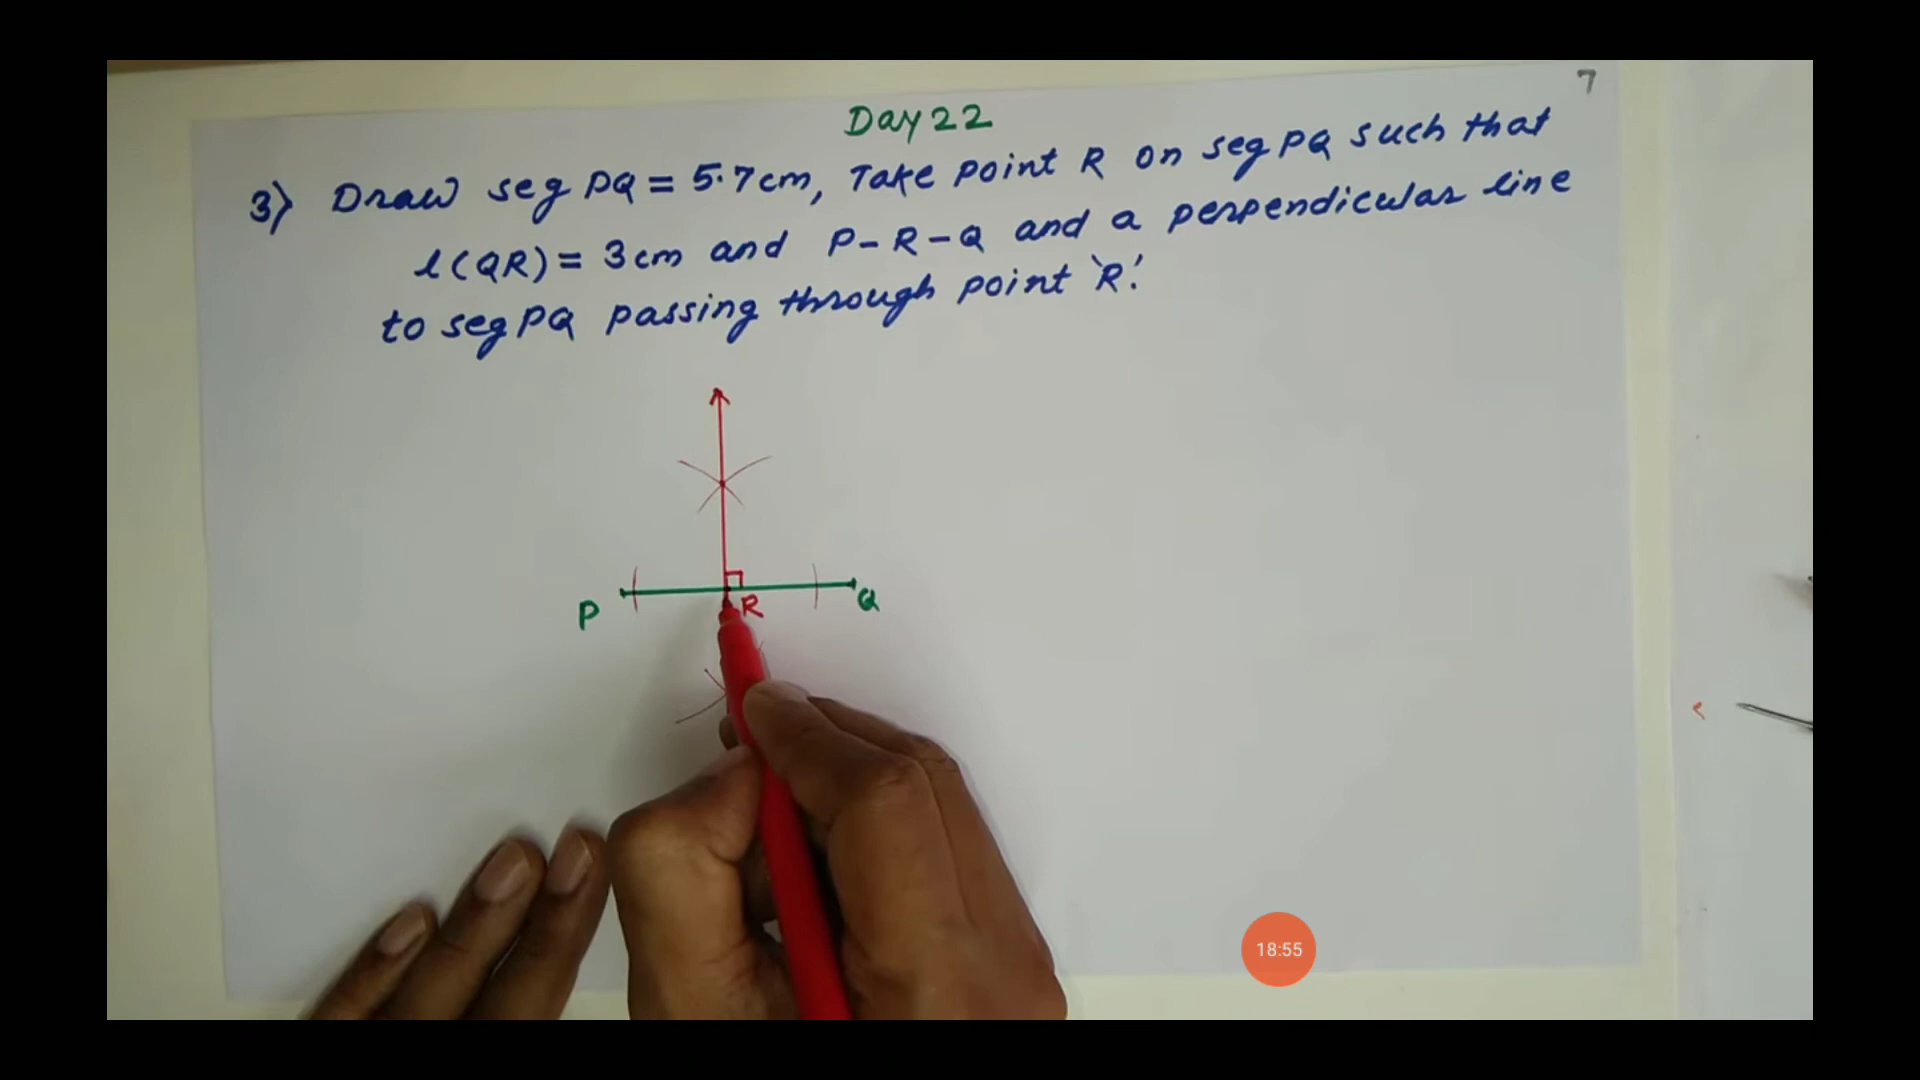 7
Day 22
3) Draw seg PQ = 5.7cm, Take point R on seg PQ such that
l(QR) = 3cm and P-R-Q and a perpendicular line
to seg PQ passing through point 'R'.
P
R
Q
18:55